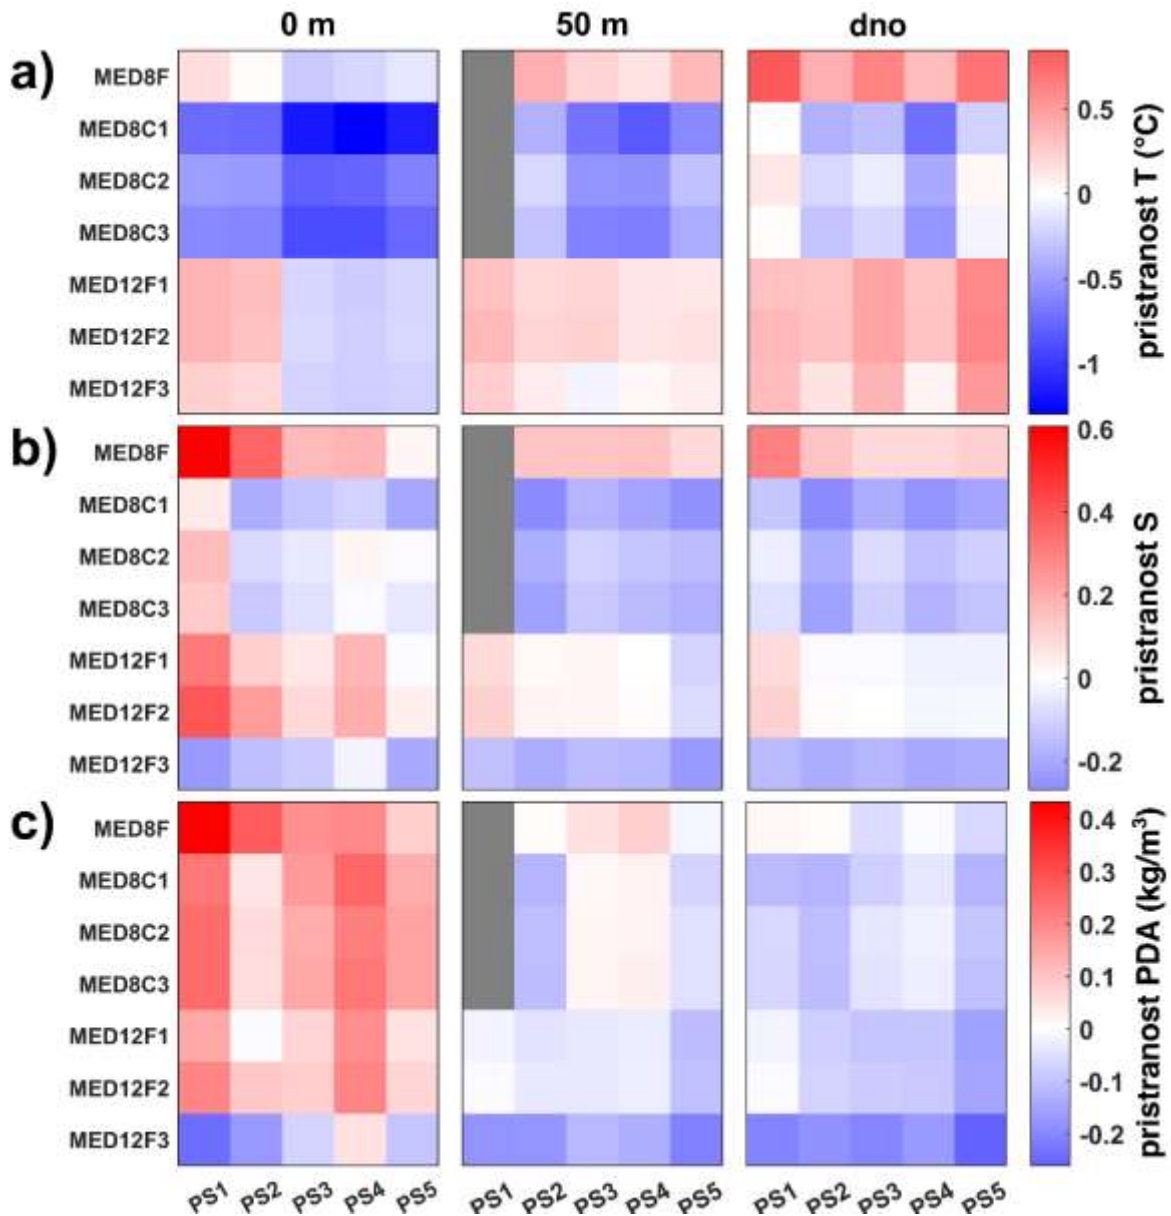 0 m 50 m dno
a)
MED8F
MED8C1
MED8C2
MED8C3
MED12F1
MED12F2
MED12F3
0.5
0
-0.5
-1
pristranost T (°C)
b)
MED8F
MED8C1
MED8C2
MED8C3
MED12F1
MED12F2
MED12F3
0.6
0.4
0.2
0
-0.2
pristranost S
c)
MED8F
MED8C1
MED8C2
MED8C3
MED12F1
MED12F2
MED12F3
0.4
0.3
0.2
0.1
0
-0.1
-0.2
pristranost PDA (kg/m³)
PS1 PS2 PS3 PS4 PS5 PS1 PS2 PS3 PS4 PS5 PS1 PS2 PS3 PS4 PS5